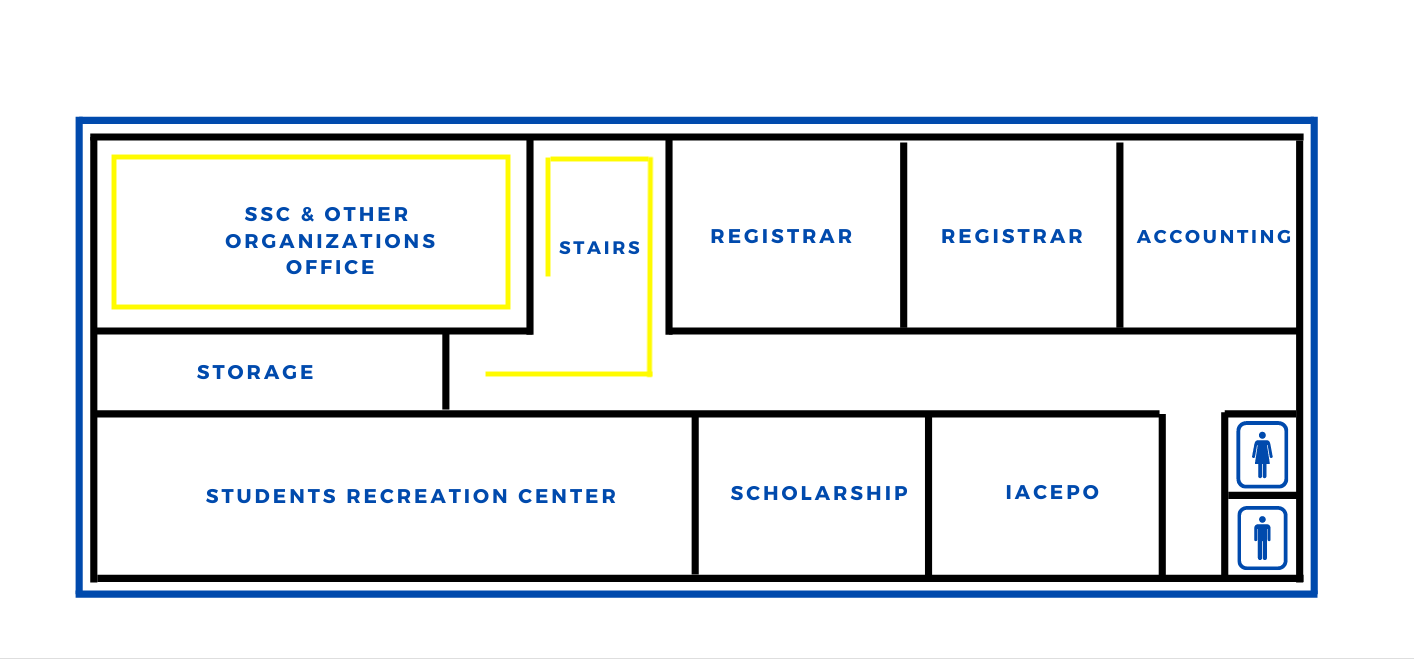 SSC & OTHER
ORGANIZATIONS
OFFICE
STAIRS
REGISTRAR
REGISTRAR
ACCOUNTING
STORAGE
STUDENTS RECREATION CENTER
SCHOLARSHIP
IACEPO